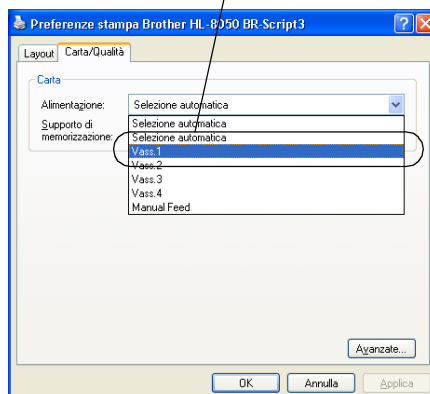 Preferenze stampa Brother HL-8050 BR-Script3
Layout Carta/Qualità
Carta
Alimentazione: Selezione automatica
Supporto di memorizzazione:
Selezione automatica
Selezione automatica
Vass.1
Vass.2
Vass.3
Vass.4
Manual Feed
Avanzate...
OK Annulla Applica